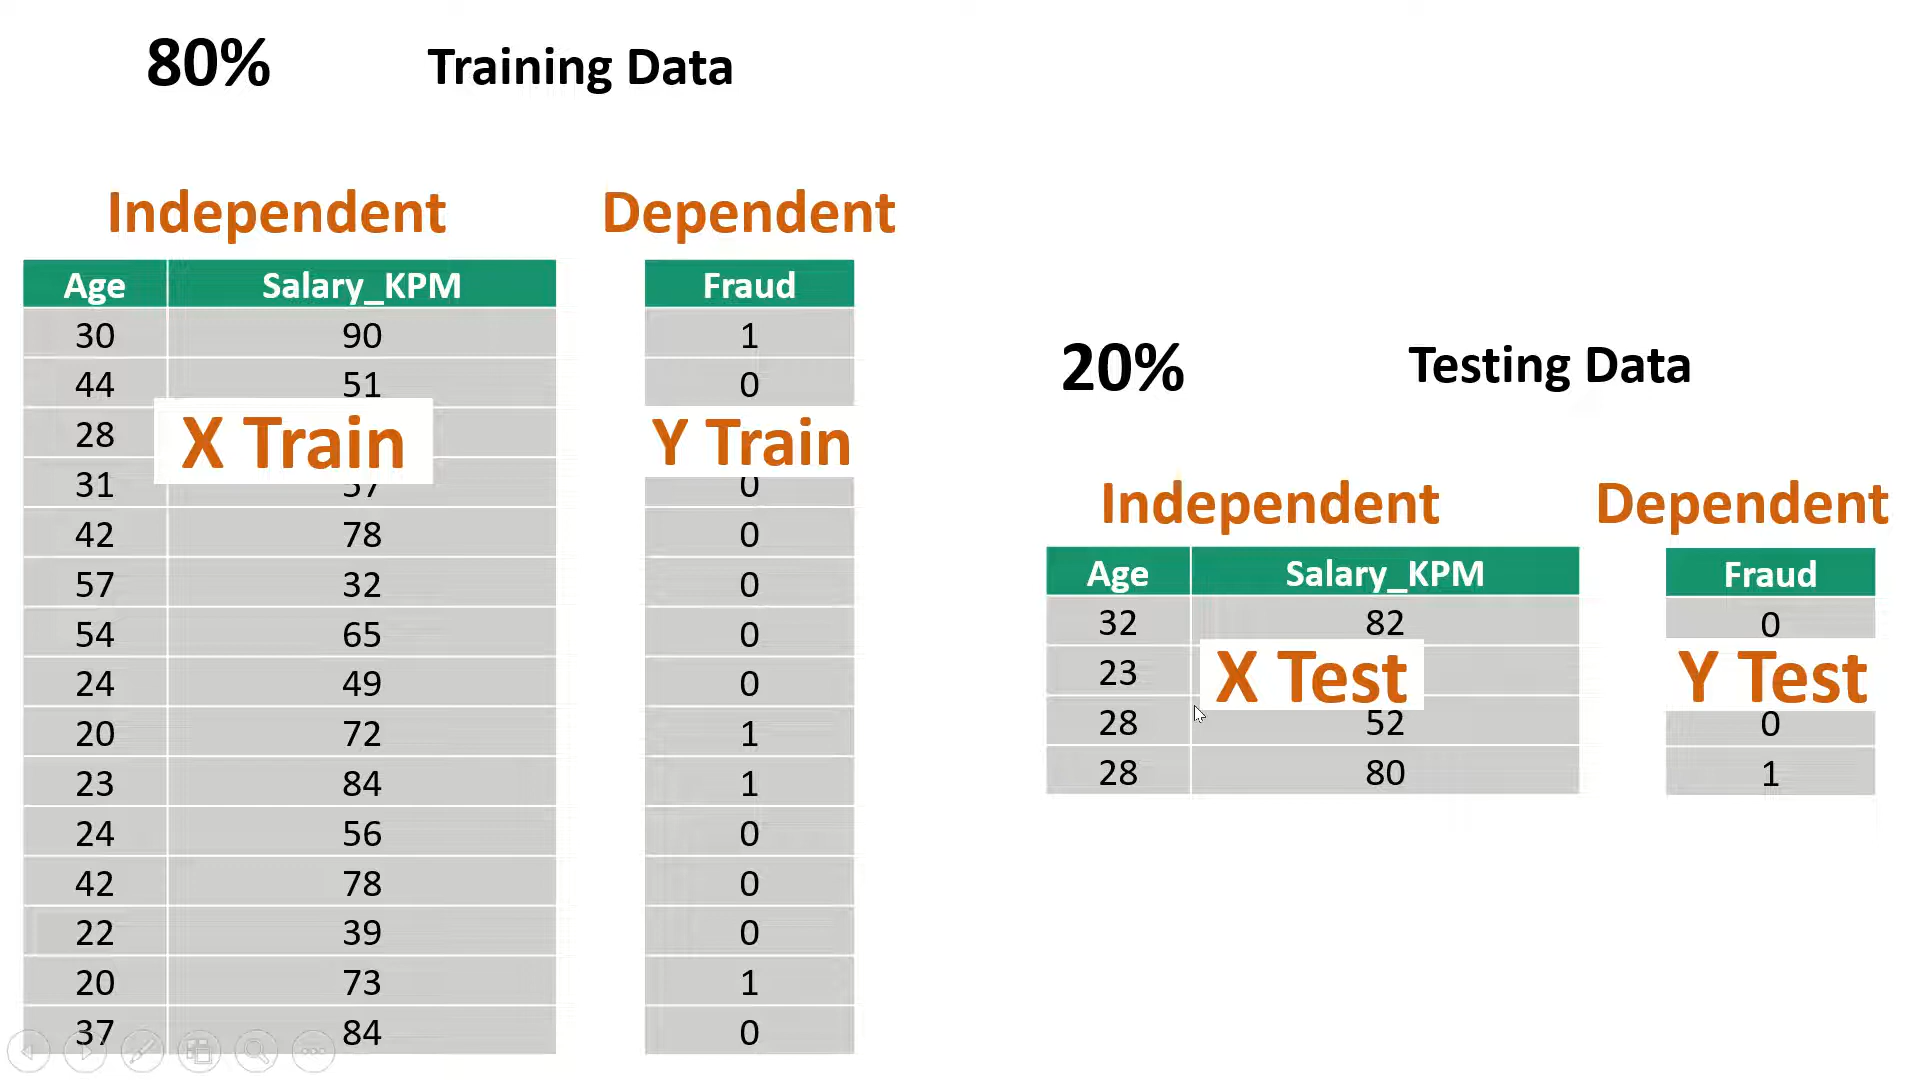 80% Training Data
Independent Dependent
Age Salary_KPM Fraud
30 90 1
44 51 0
28 X Train Y Train
31 57 0
42 78 0
57 32 0
54 65 0
24 49 0
20 72 1
23 84 1
24 56 0
42 78 0
22 39 0
20 73 1
37 84 0
20% Testing Data
Independent Dependent
Age Salary_KPM Fraud
32 82 0
23 X Test Y Test
28 52 0
28 80 1